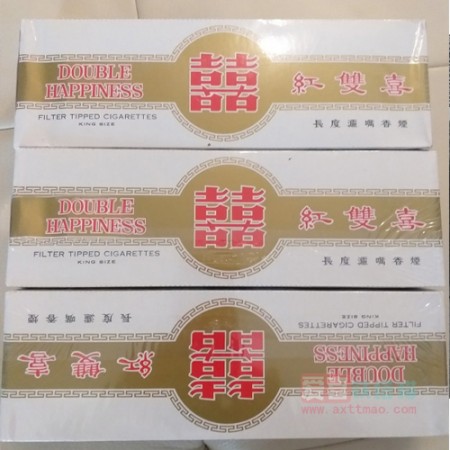 DOUBLE
HAPPINESS
囍
紅雙喜
FILTER TIPPED CIGARETTES
KING SIZE
長度濾嘴香煙
DOUBLE
HAPPINESS
囍
紅雙喜
FILTER TIPPED CIGARETTES
KING SIZE
長度濾嘴香煙
DOUBLE
HAPPINESS
囍
紅雙喜
FILTER TIPPED CIGARETTES
KING SIZE
長度濾嘴香煙
www.axttmao.com